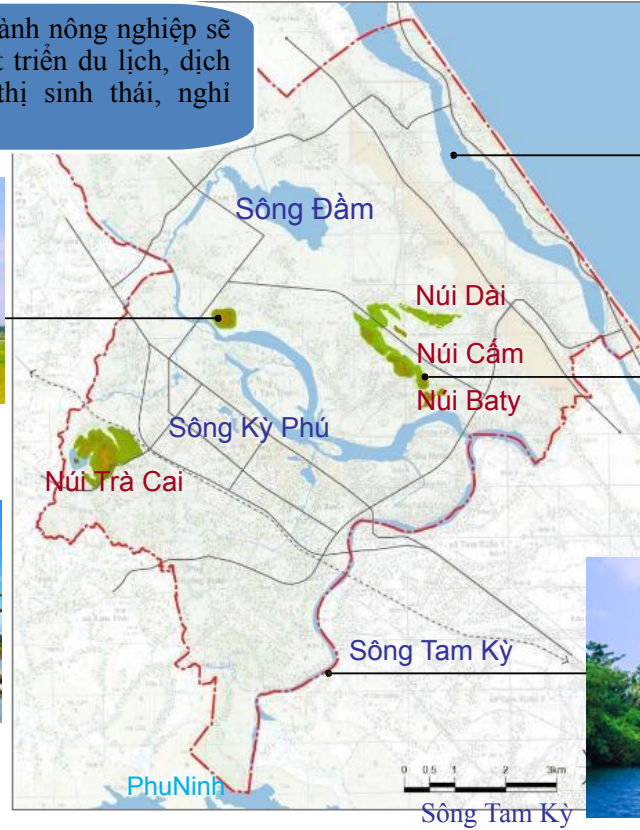 ành nông nghiệp sẽ
t triển du lịch, dịch
thị sinh thái, nghỉ
Sông Đầm
Núi Dài
Núi Cấm
Núi Baty
Sông Kỳ Phú
Núi Trà Cai
Sông Tam Kỳ
PhuNinh
0 0.5 1 2 3km
Sông Tam Kỳ